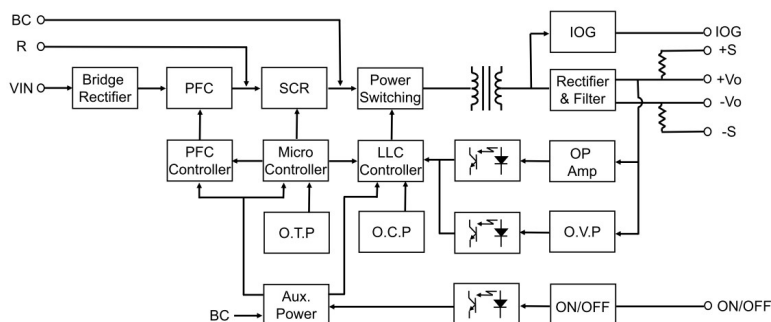 BC
R
VIN
Bridge
Rectifier
PFC
SCR
Power
Switching
IOG
IOG
+S
Rectifier
& Filter
+Vo
-Vo
-S
PFC
Controller
Micro
Controller
LLC
Controller
OP
Amp
O.T.P
O.C.P
O.V.P
BC
Aux.
Power
ON/OFF
ON/OFF